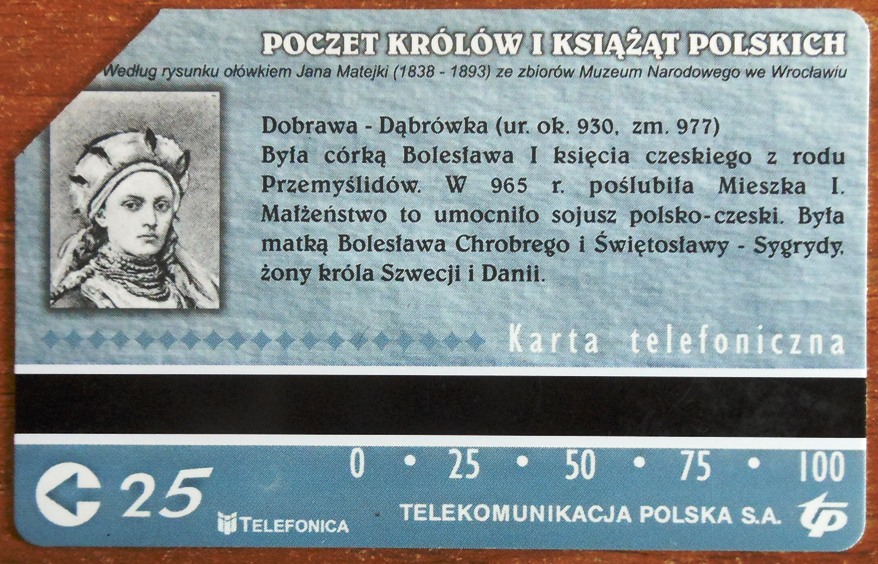 POCZET KRÓLÓW I KSIĄŻĄT POLSKICH
Według rysunku ołówkiem Jana Matejki (1838 - 1893) ze zbiorów Muzeum Narodowego we Wrocławiu
Dobrawa - Dąbrówka (ur. ok. 930, zm. 977)
Była córką Bolesława I księcia czeskiego z rodu
Przemyślidów. W 965 r. poślubiła Mieszka I.
Małżeństwo to umocniło sojusz polsko-czeski. Była
matką Bolesława Chrobrego i Świętosławy - Sygrydy,
żony króla Szwecji i Danii.
Karta telefoniczna
0 • 25 • 50 • 75 • 100
25
TELEFONICA
TELEKOMUNIKACJA POLSKA S.A. tp